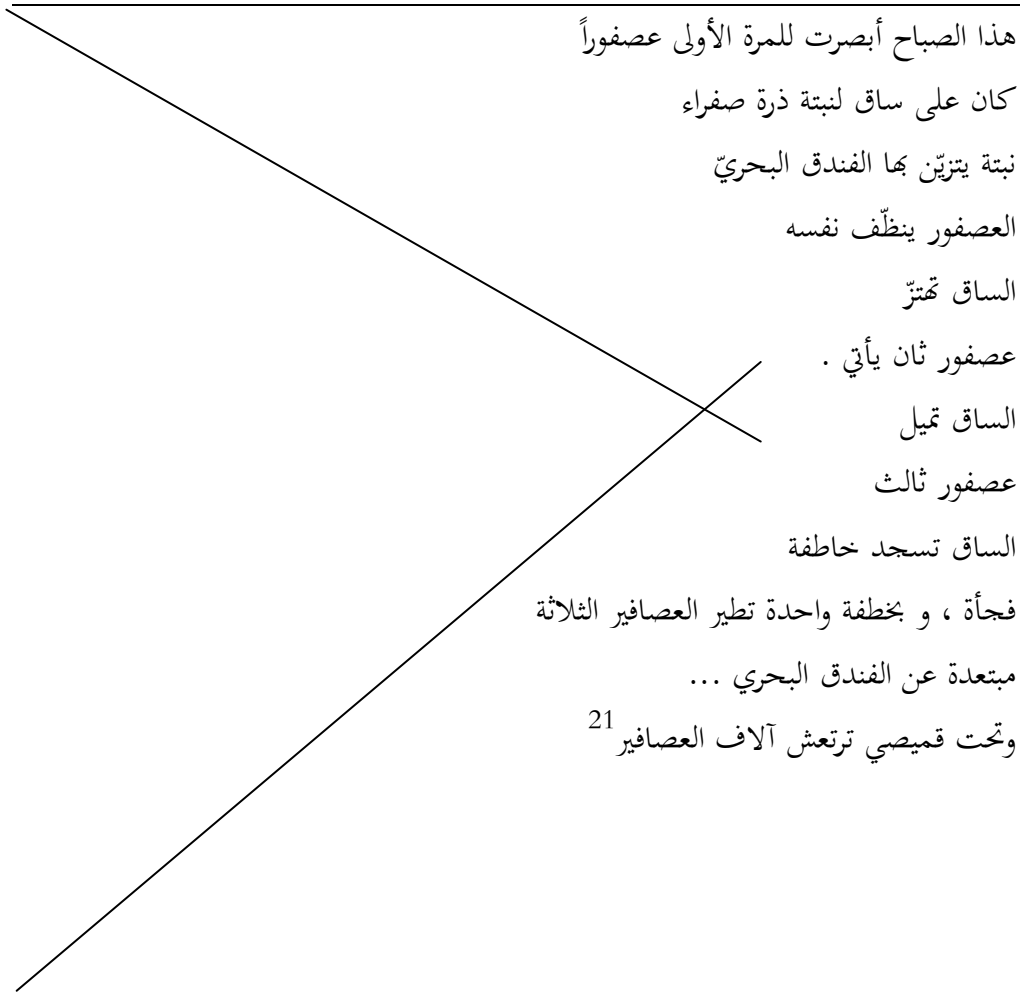 هذا الصباح أبصرت للمرة الأولى عصفوراً
كان على ساق لنبتة ذرة صفراء
نبتة يتزيّن بها الفندق البحريّ
العصفور ينظّف نفسه
الساق تهتزّ
عصفور ثان يأتي .
الساق تميل
عصفور ثالث
الساق تسجد خاطفة
فجأة ، و بخطفة واحدة تطير العصافير الثلاثة
مبتعدة عن الفندق البحري ...
وتحت قميصي ترتعش آلاف العصافير21